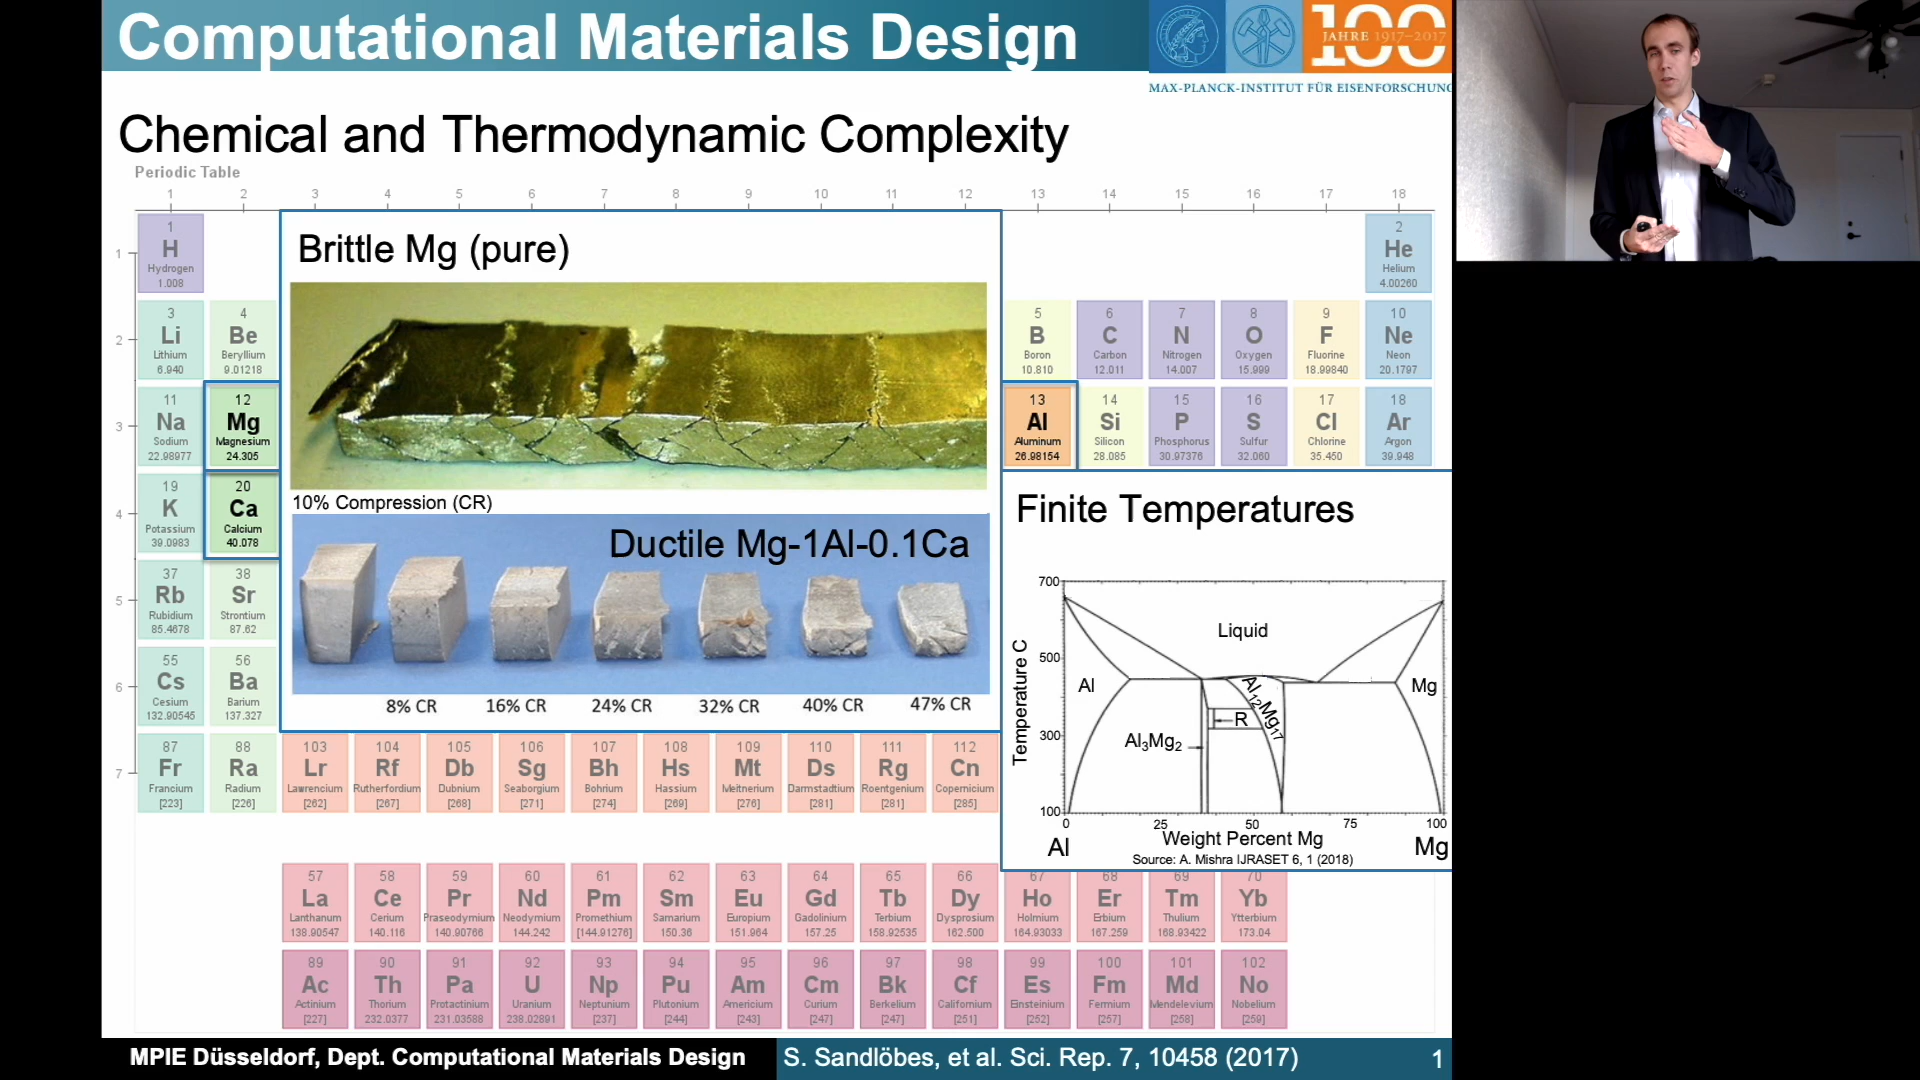 Computational Materials Design
100
JAHRE 1917–2017
MAX-PLANCK-INSTITUT FÜR EISENFORSCHUNG
Chemical and Thermodynamic Complexity
Periodic Table
1 2 3 4 5 6 7 8 9 10 11 12 13 14 15 16 17 18
1
1 H Hydrogen 1.008
2 He Helium 4.00260
2
3 Li Lithium 6.940
4 Be Beryllium 9.01218
5 B Boron 10.810
6 C Carbon 12.011
7 N Nitrogen 14.007
8 O Oxygen 15.999
9 F Fluorine 18.99840
10 Ne Neon 20.1797
3
11 Na Sodium 22.98977
12 Mg Magnesium 24.305
13 Al Aluminum 26.98154
14 Si Silicon 28.085
15 P Phosphorus 30.97376
16 S Sulfur 32.060
17 Cl Chlorine 35.450
18 Ar Argon 39.948
4
19 K Potassium 39.0983
20 Ca Calcium 40.078
5
37 Rb Rubidium 85.4678
38 Sr Strontium 87.62
6
55 Cs Cesium 132.90545
56 Ba Barium 137.327
7
87 Fr Francium [223]
88 Ra Radium [226]
103 Lr Lawrencium [262]
104 Rf Rutherfordium [267]
105 Db Dubnium [268]
106 Sg Seaborgium [271]
107 Bh Bohrium [274]
108 Hs Hassium [269]
109 Mt Meitnerium [276]
110 Ds Darmstadtium [281]
111 Rg Roentgenium [281]
112 Cn Copernicium [285]
57 La Lanthanum 138.90547
58 Ce Cerium 140.116
59 Pr Praseodymium 140.90766
60 Nd Neodymium 144.242
61 Pm Promethium [144.91276]
62 Sm Samarium 150.36
63 Eu Europium 151.964
64 Gd Gadolinium 157.25
65 Tb Terbium 158.92535
66 Dy Dysprosium 162.500
67 Ho Holmium 164.93033
68 Er Erbium 167.259
69 Tm Thulium 168.93422
70 Yb Ytterbium 173.04
89 Ac Actinium [227]
90 Th Thorium 232.0377
91 Pa Protactinium 231.03588
92 U Uranium 238.02891
93 Np Neptunium [237]
94 Pu Plutonium [244]
95 Am Americium [243]
96 Cm Curium [247]
97 Bk Berkelium [247]
98 Cf Californium [251]
99 Es Einsteinium [252]
100 Fm Fermium [257]
101 Md Mendelevium [258]
102 No Nobelium [259]
Brittle Mg (pure)
10% Compression (CR)
Ductile Mg-1Al-0.1Ca
8% CR 16% CR 24% CR 32% CR 40% CR 47% CR
Finite Temperatures
Temperature C
700
500
300
100
Liquid
Al
Mg
Al₁₂Mg₁₇
R
Al₃Mg₂
0 25 50 75 100
Weight Percent Mg
Al Mg
Source: A. Mishra IJRASET 6, 1 (2018)
MPIE Düsseldorf, Dept. Computational Materials Design
S. Sandlöbes, et al. Sci. Rep. 7, 10458 (2017)
1